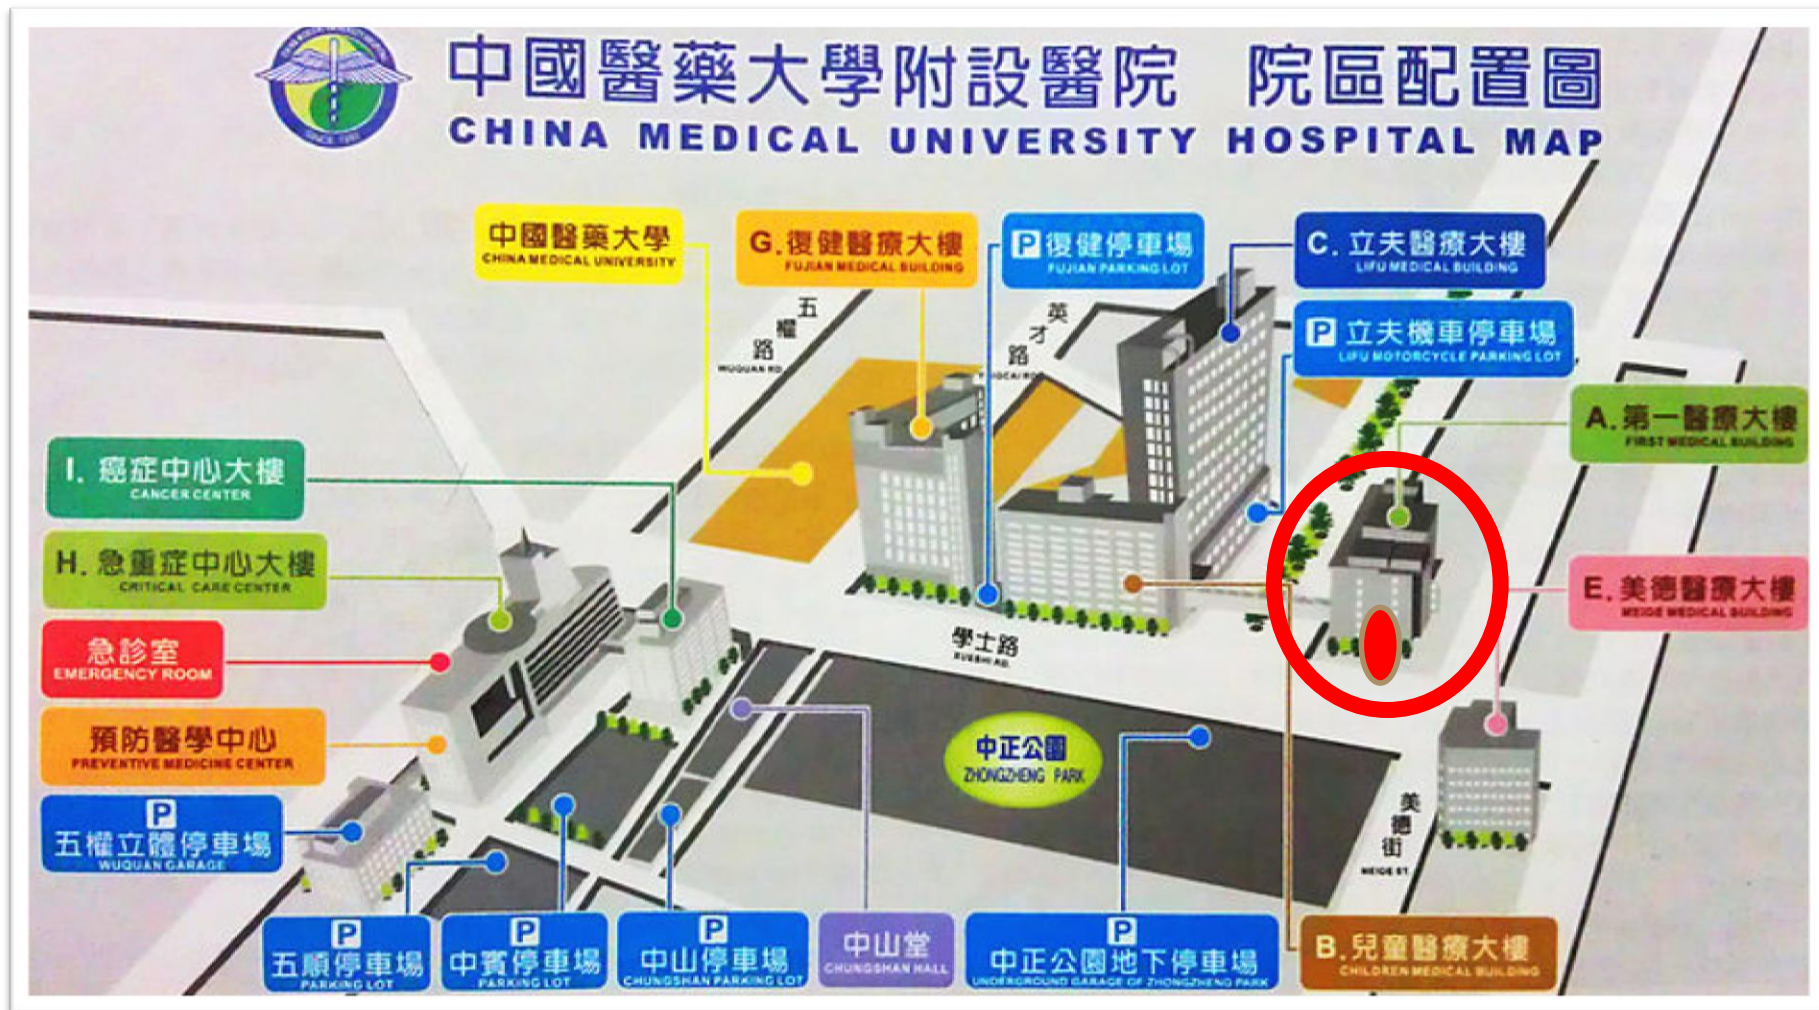 中國醫藥大學附設醫院 院區配置圖
CHINA MEDICAL UNIVERSITY HOSPITAL MAP
中國醫藥大學
CHINA MEDICAL UNIVERSITY
G.復健醫療大樓
FUJIAN MEDICAL BUILDING
P復健停車場
FUJIAN PARKING LOT
C. 立夫醫療大樓
LIFU MEDICAL BUILDING
P 立夫機車停車場
LIFU MOTORCYCLE PARKING LOT
五權路
WUQUAN RD.
英才路
A.第一醫療大樓
FIRST MEDICAL BUILDING
I. 癌症中心大樓
CANCER CENTER
H. 急重症中心大樓
CRITICAL CARE CENTER
E.美德醫療大樓
MEIGE MEDICAL BUILDING
急診室
EMERGENCY ROOM
學士路
XUESHI RD.
預防醫學中心
PREVENTIVE MEDICINE CENTER
中正公園
ZHONGZHENG PARK
P
五權立體停車場
WUQUAN GARAGE
美德街
MEIGE ST.
P
五順停車場
PARKING LOT
P
中賓停車場
PARKING LOT
P
中山停車場
CHUNGSHAN PARKING LOT
中山堂
CHUNGSHAN HALL
P
中正公園地下停車場
UNDERGROUND GARAGE OF ZHONGZHENG PARK
B.兒童醫療大樓
CHILDREN MEDICAL BUILDING